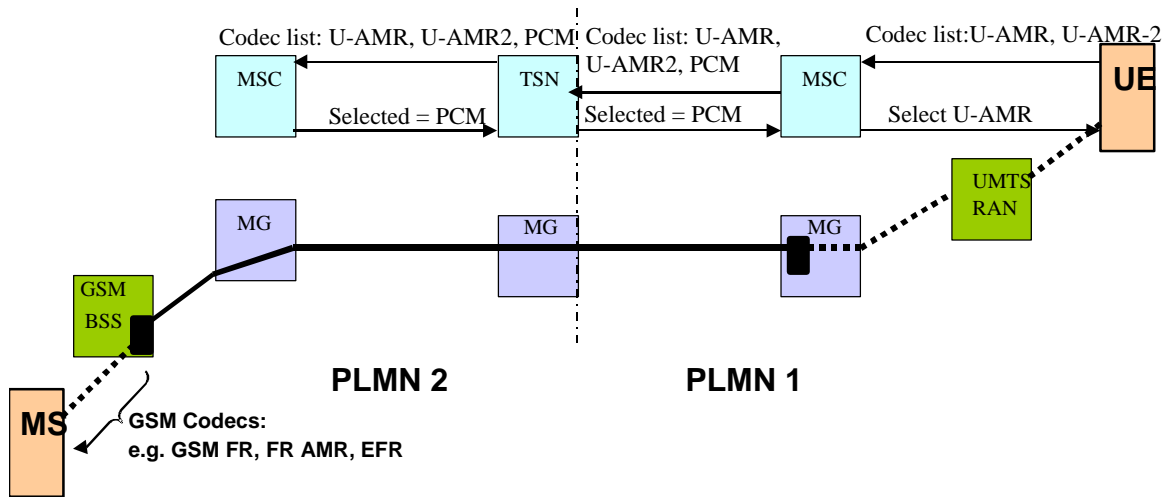 Codec list: U-AMR, U-AMR2, PCM
Codec list: U-AMR,
U-AMR2, PCM
Codec list:U-AMR, U-AMR-2
MSC
TSN
MSC
UE
Selected = PCM
Selected = PCM
Select U-AMR
UMTS
RAN
MG
MG
MG
GSM
BSS
PLMN 2
PLMN 1
MS
GSM Codecs:
e.g. GSM FR, FR AMR, EFR